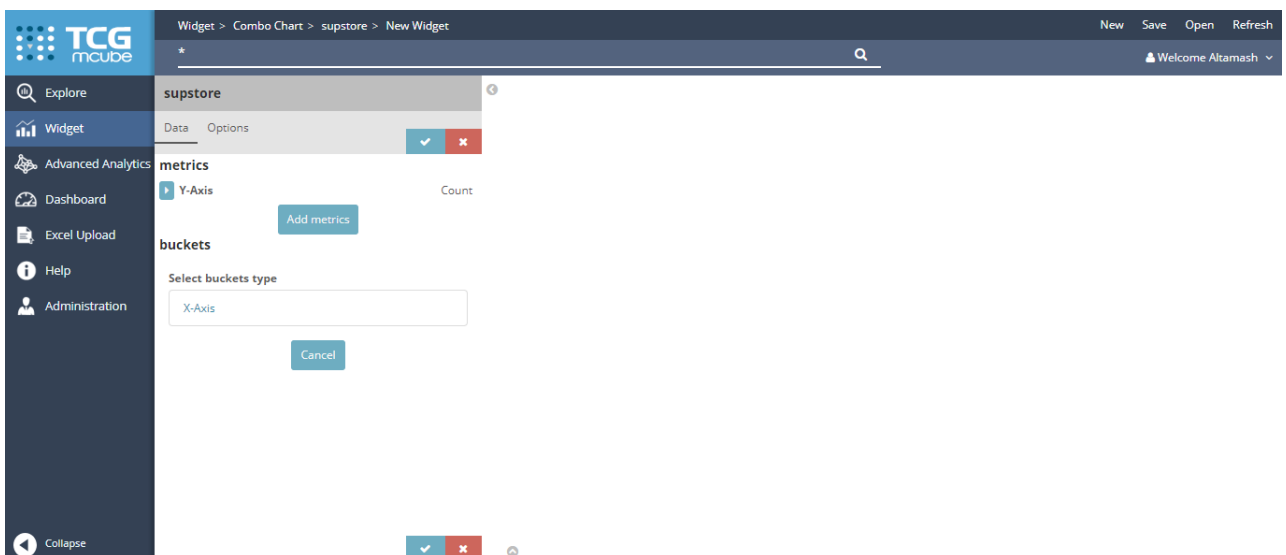 TCG
mcube
Widget > Combo Chart > supstore > New Widget
New Save Open Refresh
*
Welcome Altamash
Explore
Widget
Advanced Analytics
Dashboard
Excel Upload
Help
Administration
Collapse
supstore
Data Options
metrics
Y-Axis Count
Add metrics
buckets
Select buckets type
X-Axis
Cancel